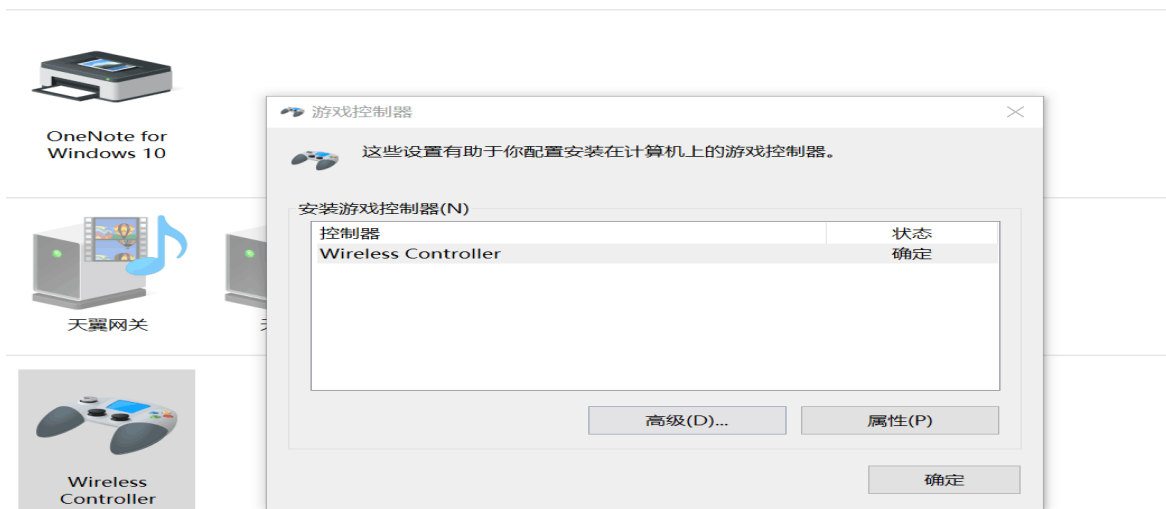 OneNote for
Windows 10
游戏控制器
这些设置有助于你配置安装在计算机上的游戏控制器。
安装游戏控制器(N)
控制器 状态
Wireless Controller 确定
天翼网关
高级(D)... 属性(P)
Wireless
Controller
确定